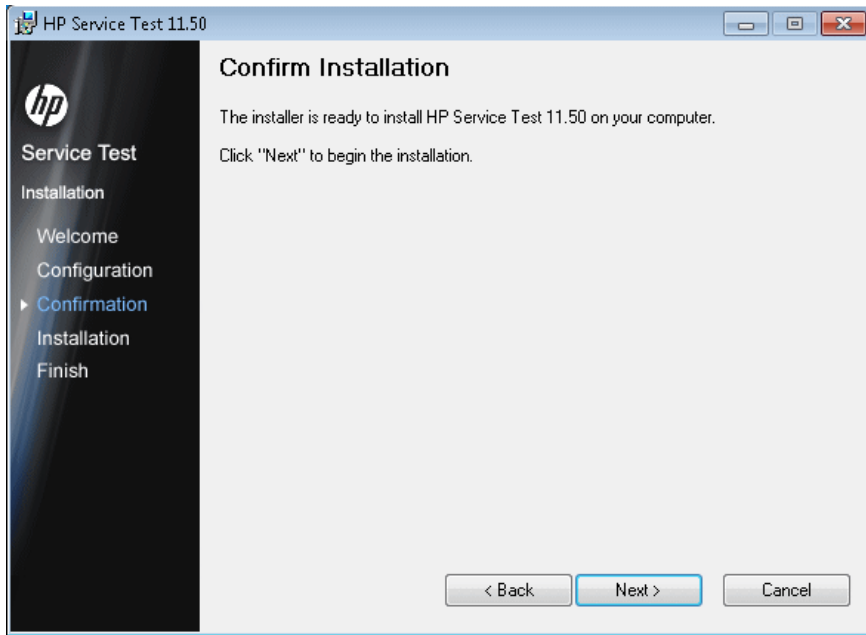 HP Service Test 11.50
hp
Service Test
Installation
Welcome
Configuration
Confirmation
Installation
Finish
Confirm Installation
The installer is ready to install HP Service Test 11.50 on your computer.
Click "Next" to begin the installation.
< Back
Next >
Cancel